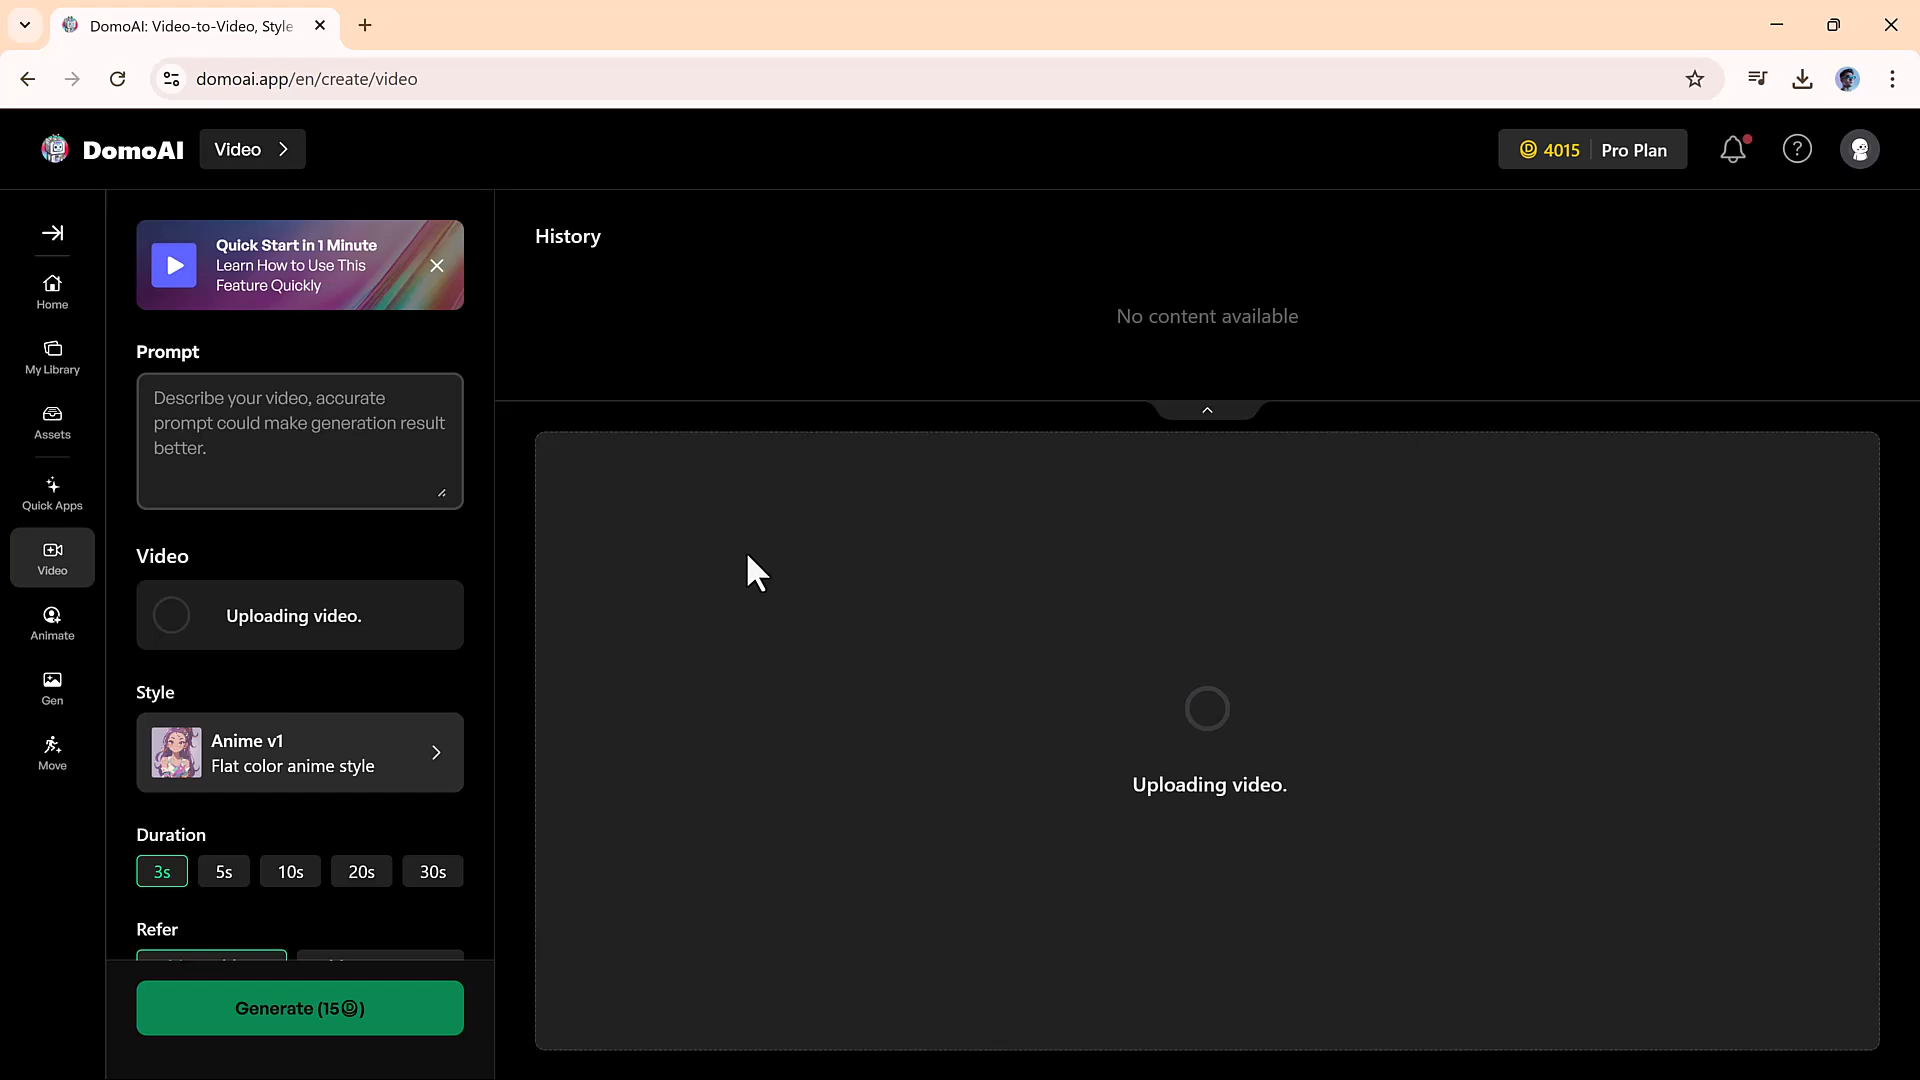 DomoAI: Video-to-Video, Style
domoai.app/en/create/video
DomoAI
Video
4015
Pro Plan
Home
My Library
Assets
Quick Apps
Video
Animate
Gen
Move
Quick Start in 1 Minute
Learn How to Use This
Feature Quickly
Prompt
Describe your video, accurate
prompt could make generation result
better.
Video
Uploading video.
Style
Anime v1
Flat color anime style
Duration
3s
5s
10s
20s
30s
Refer
Generate (15)
History
No content available
Uploading video.